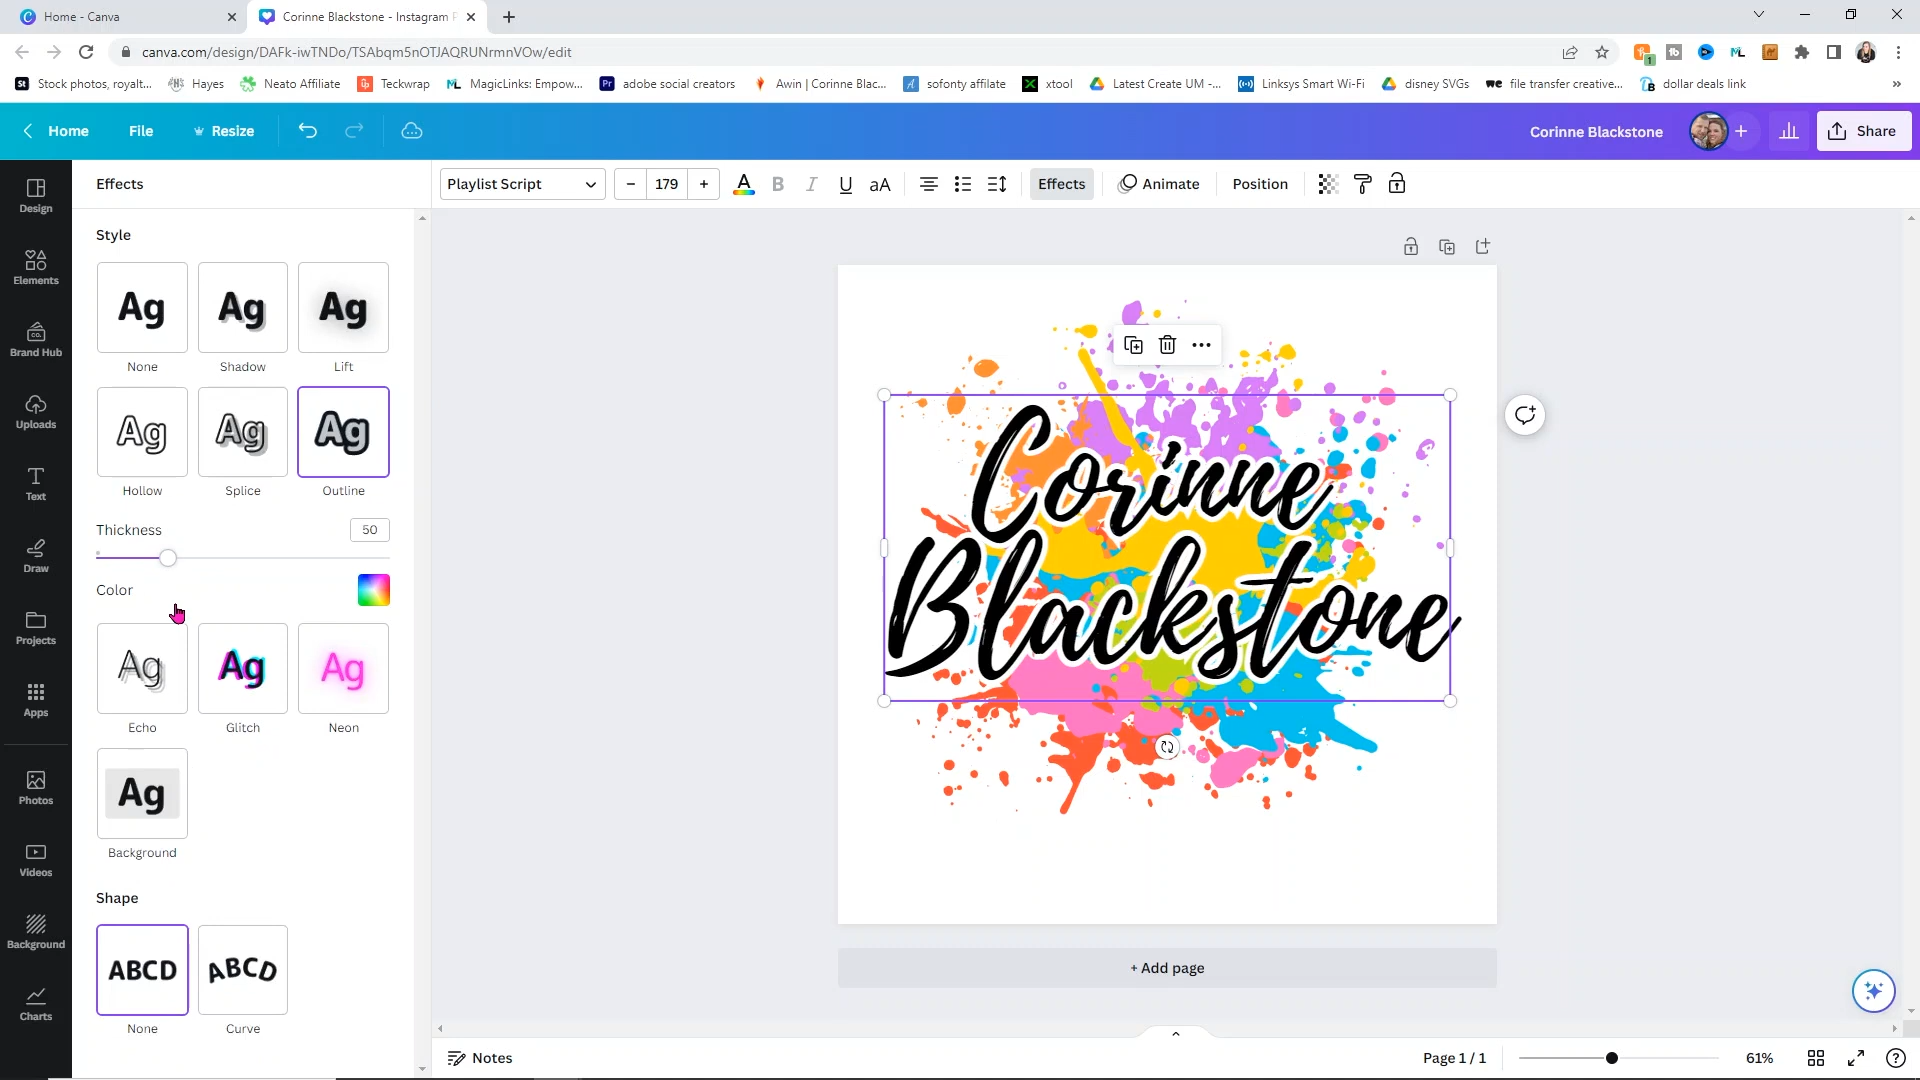 Home - Canva
Corinne Blackstone - Instagram P
canva.com/design/DAFk-iwTNDo/TSAbqm5nOTJAQRUNrmnVOw/edit
Stock photos, royalt...
Hayes
Neato Affiliate
Teckwrap
MagicLinks: Empow...
adobe social creators
Awin | Corinne Blac...
sofonty affilate
xtool
Latest Create UM -...
Linksys Smart Wi-Fi
disney SVGs
file transfer creative...
dollar deals link
Home
File
Resize
Corinne Blackstone
Share
Effects
Playlist Script
179
B
I
U
aA
Effects
Animate
Position
Design
Elements
Brand Hub
Uploads
Text
Draw
Projects
Apps
Photos
Videos
Background
Charts
Style
Ag
Ag
Ag
None
Shadow
Lift
Ag
Ag
Ag
Hollow
Splice
Outline
Thickness
50
Color
Ag
Ag
Ag
Echo
Glitch
Neon
Ag
Background
Shape
ABCD
ABCD
None
Curve
Corinne
Blackstone
+ Add page
Notes
Page 1 / 1
61%